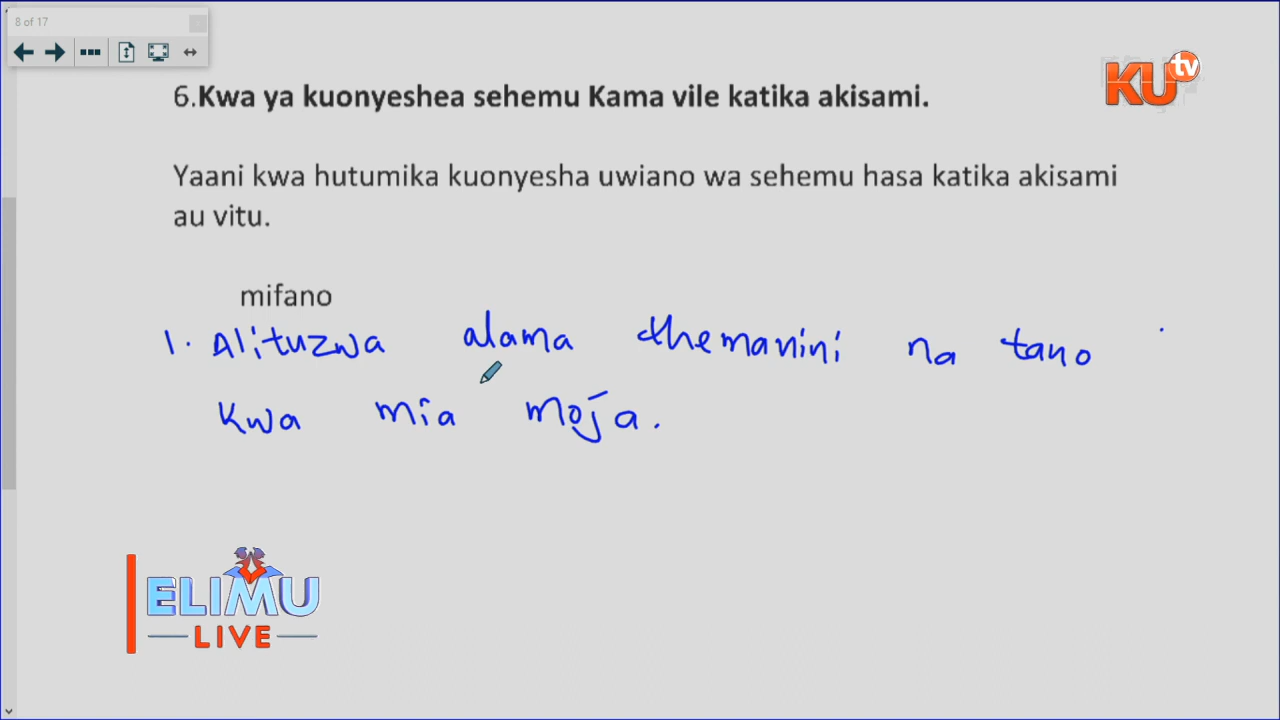 8 of 17
KU tv
6.Kwa ya kuonyeshea sehemu Kama vile katika akisami.
Yaani kwa hutumika kuonyesha uwiano wa sehemu hasa katika akisami
au vitu.
mifano
1. Alituzwa alama themanini na tano
Kwa mia moja.
ELIMU
LIVE